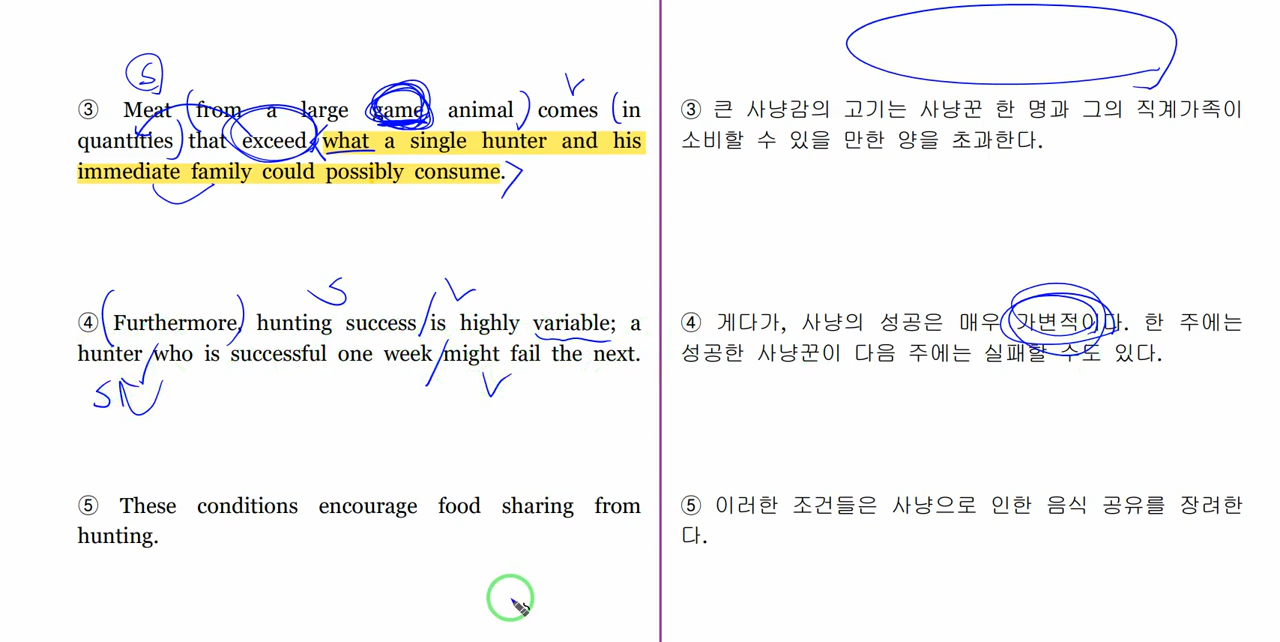 S
③ Meat from a large game animal comes in
V
quantities that exceed what a single hunter and his
immediate family could possibly consume.
S V
④ Furthermore, hunting success is highly variable; a
hunter who is successful one week might fail the next.
S V
⑤ These conditions encourage food sharing from
hunting.
③ 큰 사냥감의 고기는 사냥꾼 한 명과 그의 직계가족이
소비할 수 있을 만한 양을 초과한다.
④ 게다가, 사냥의 성공은 매우 가변적이다. 한 주에는
성공한 사냥꾼이 다음 주에는 실패할 수도 있다.
⑤ 이러한 조건들은 사냥으로 인한 음식 공유를 장려한
다.